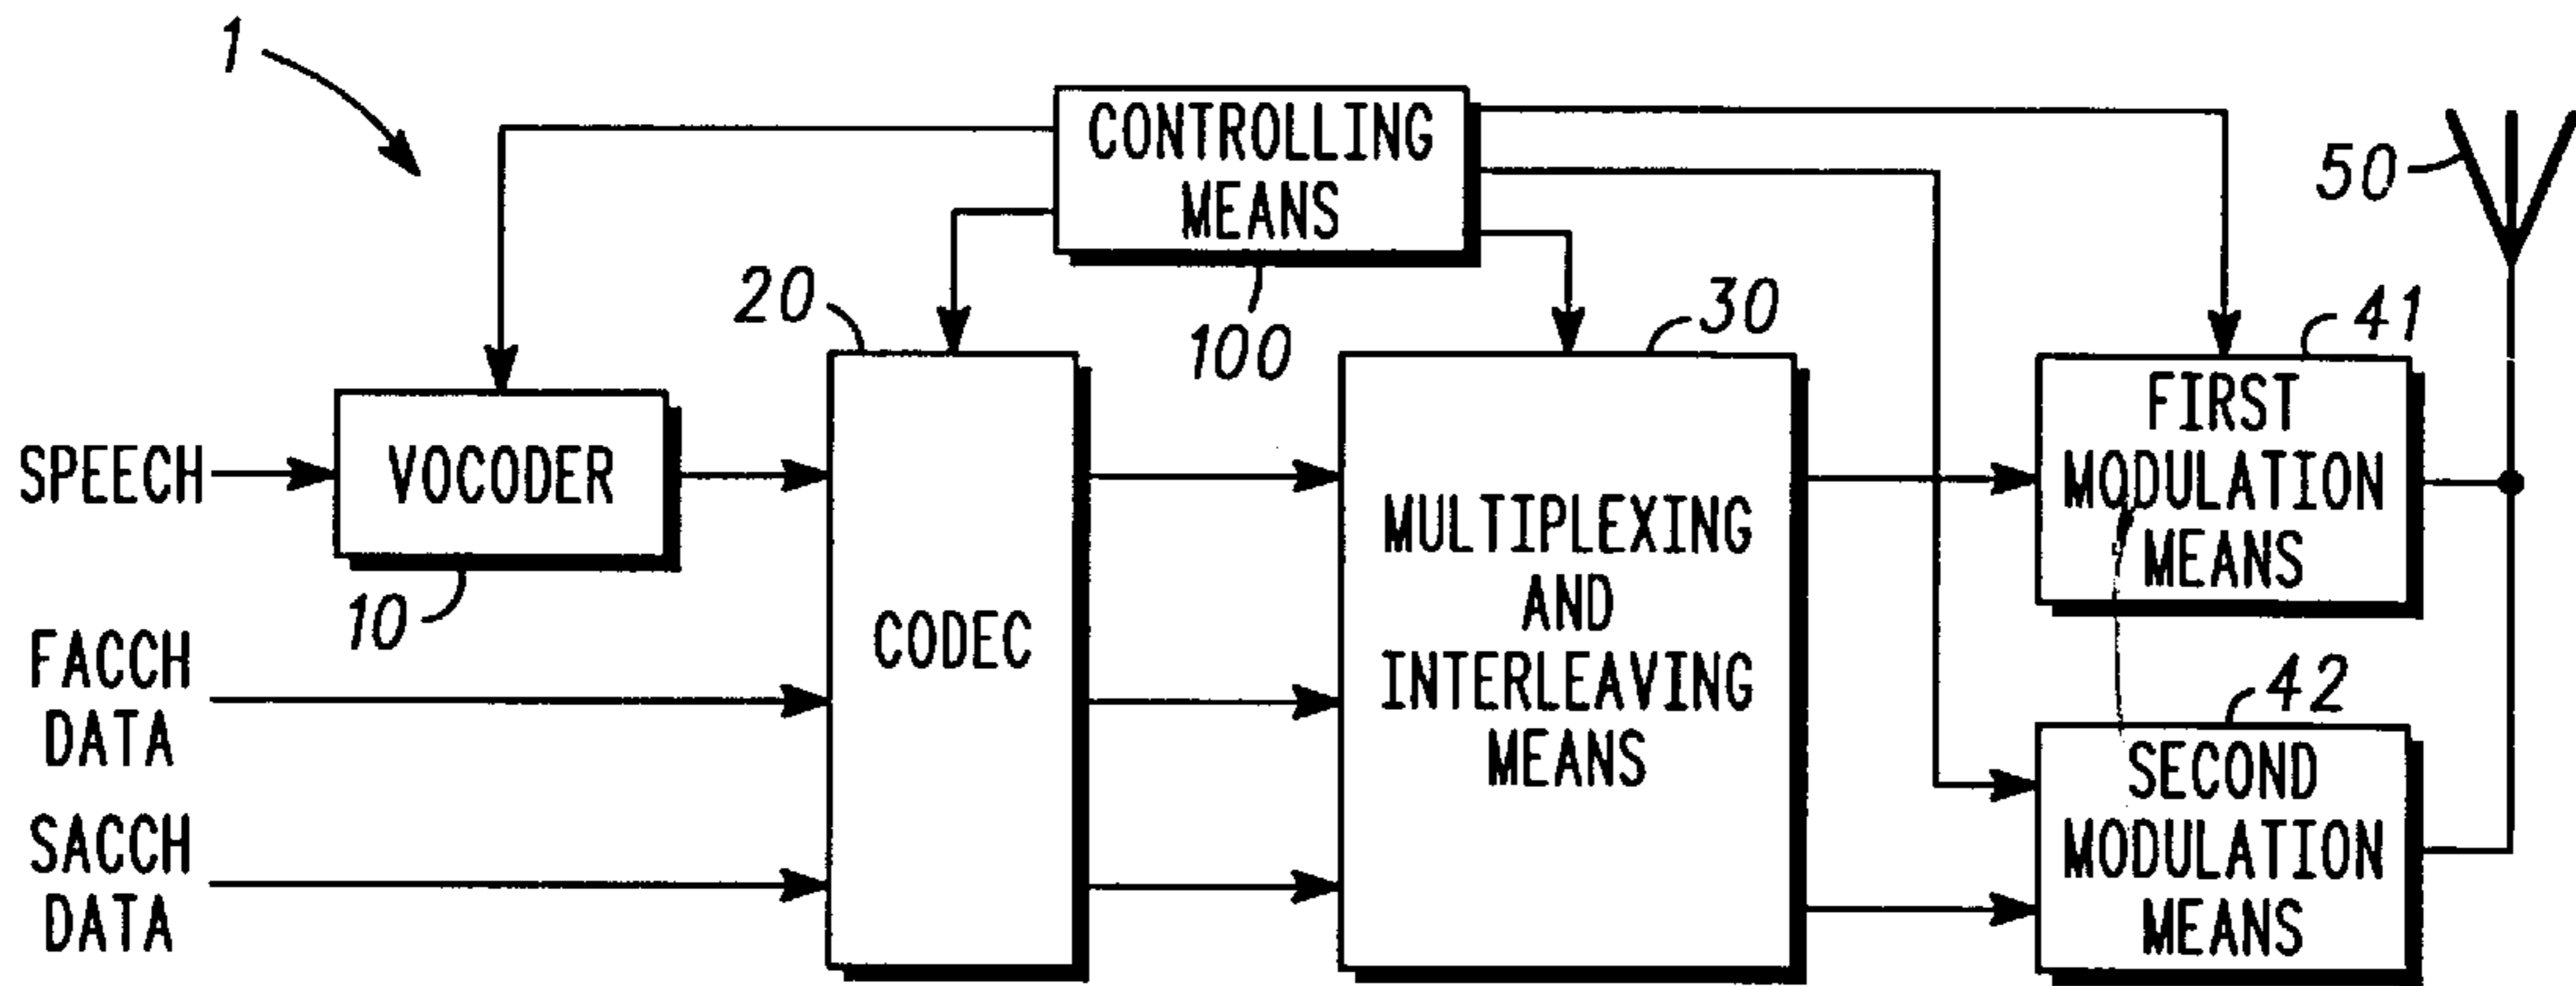 1
CONTROLLING
MEANS
100
50
20
30
41
SPEECH
VOCODER
10
FACCH
DATA
SACCH
DATA
CODEC
MULTIPLEXING
AND
INTERLEAVING
MEANS
FIRST
MODULATION
MEANS
42
SECOND
MODULATION
MEANS